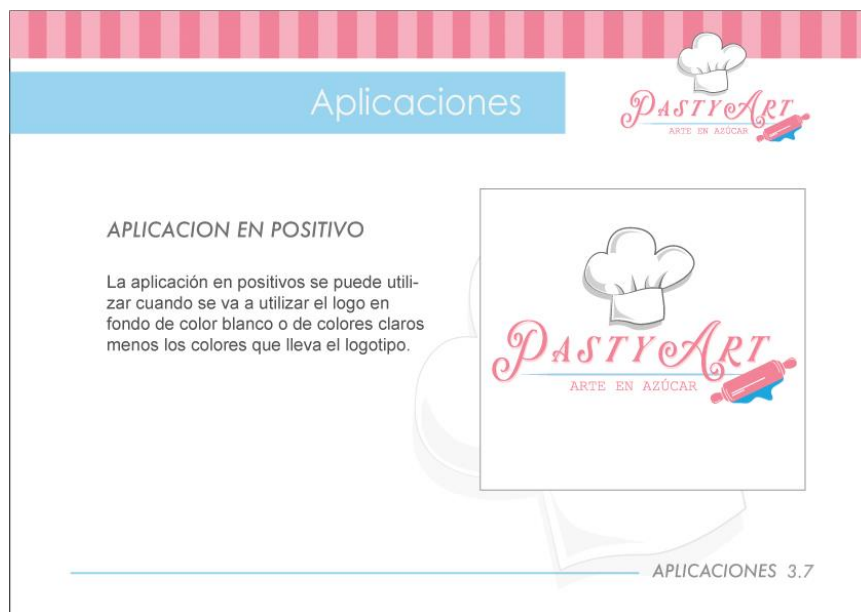 Aplicaciones
PASTYART
ARTE EN AZÚCAR
APLICACION EN POSITIVO
La aplicación en positivos se puede utili-
zar cuando se va a utilizar el logo en
fondo de color blanco o de colores claros
menos los colores que lleva el logotipo.
PASTYART
ARTE EN AZÚCAR
APLICACIONES 3.7